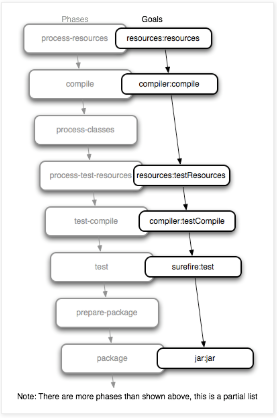 Phases Goals
process-resources resources:resources
compile compiler:compile
process-classes
process-test-resources resources:testResources
test-compile compiler:testCompile
test surefire:test
prepare-package
package jar:jar
Note: There are more phases than shown above, this is a partial list